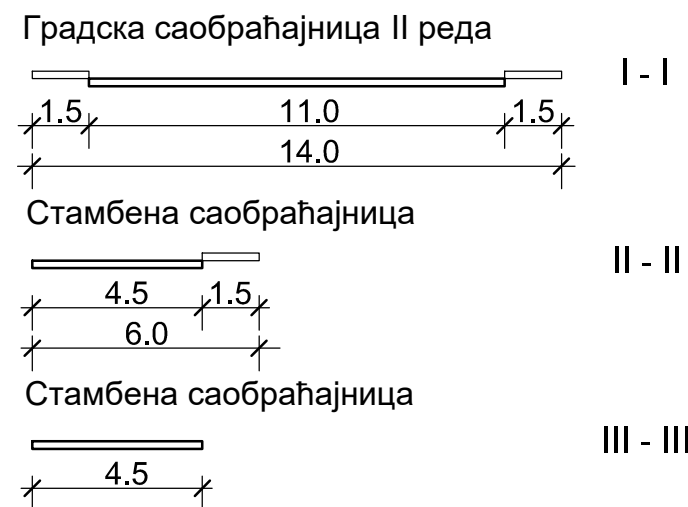 Градска саобраћајница II реда
I - I
1.5 11.0 1.5
14.0
Стамбена саобраћајница
II - II
4.5 1.5
6.0
Стамбена саобраћајница
III - III
4.5